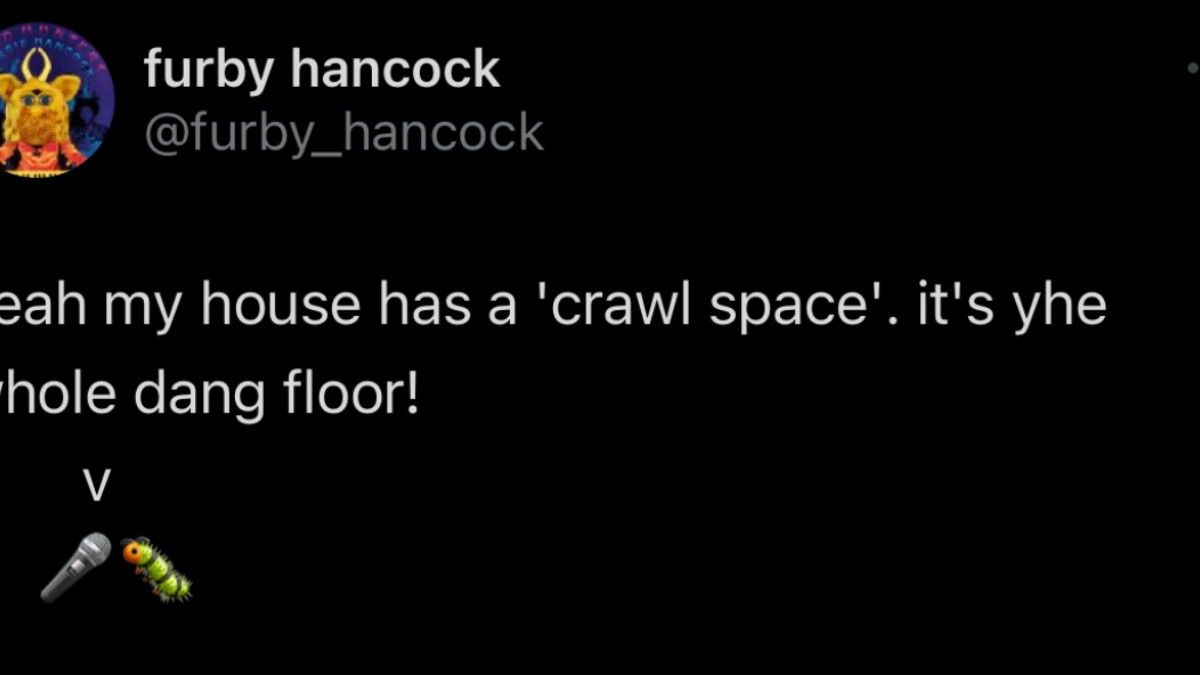 furby hancock
@furby_hancock
eah my house has a 'crawl space'. it's yhe
hole dang floor!
v
🎤🐛